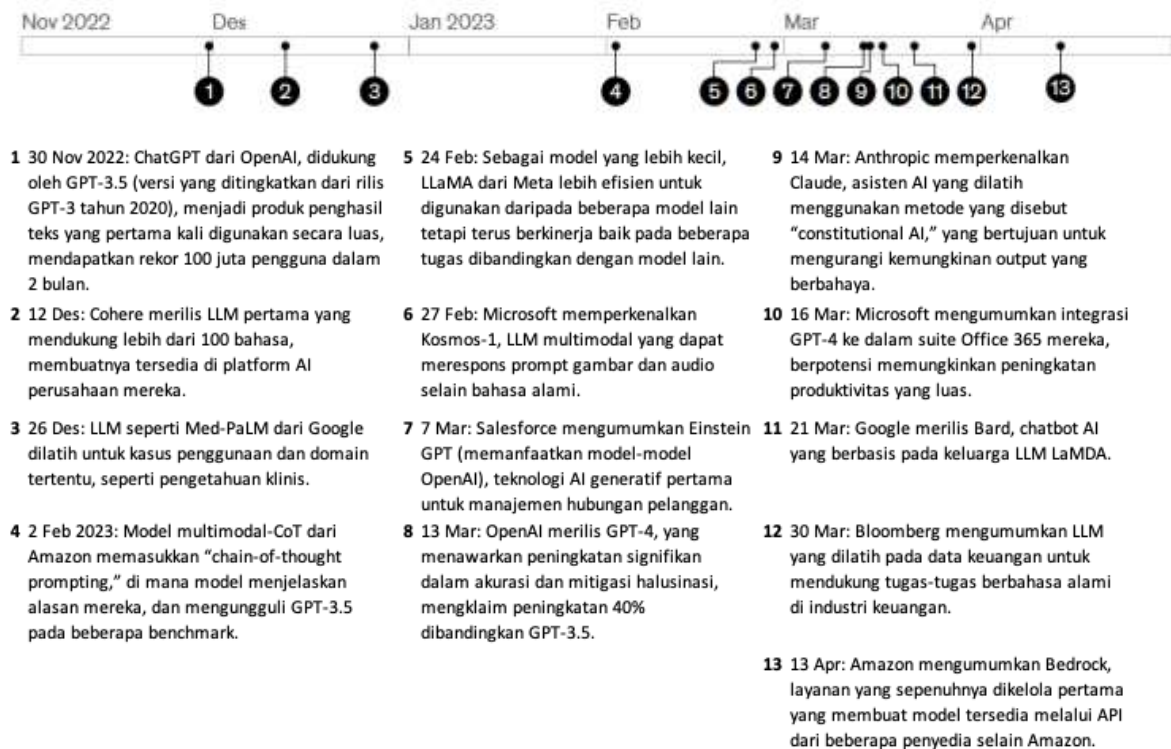 Nov 2022 Des Jan 2023 Feb Mar Apr
1 2 3 4 5 6 7 8 9 10 11 12 13
1 30 Nov 2022: ChatGPT dari OpenAI, didukung
oleh GPT-3.5 (versi yang ditingkatkan dari rilis
GPT-3 tahun 2020), menjadi produk penghasil
teks yang pertama kali digunakan secara luas,
mendapatkan rekor 100 juta pengguna dalam
2 bulan.
2 12 Des: Cohere merilis LLM pertama yang
mendukung lebih dari 100 bahasa,
membuatnya tersedia di platform AI
perusahaan mereka.
3 26 Des: LLM seperti Med-PaLM dari Google
dilatih untuk kasus penggunaan dan domain
tertentu, seperti pengetahuan klinis.
4 2 Feb 2023: Model multimodal-CoT dari
Amazon memasukkan “chain-of-thought
prompting,” di mana model menjelaskan
alasan mereka, dan mengungguli GPT-3.5
pada beberapa benchmark.
5 24 Feb: Sebagai model yang lebih kecil,
LLaMA dari Meta lebih efisien untuk
digunakan daripada beberapa model lain
tetapi terus berkinerja baik pada beberapa
tugas dibandingkan dengan model lain.
6 27 Feb: Microsoft memperkenalkan
Kosmos-1, LLM multimodal yang dapat
merespons prompt gambar dan audio
selain bahasa alami.
7 7 Mar: Salesforce mengumumkan Einstein
GPT (memanfaatkan model-model
OpenAI), teknologi AI generatif pertama
untuk manajemen hubungan pelanggan.
8 13 Mar: OpenAI merilis GPT-4, yang
menawarkan peningkatan signifikan
dalam akurasi dan mitigasi halusinasi,
mengklaim peningkatan 40%
dibandingkan GPT-3.5.
9 14 Mar: Anthropic memperkenalkan
Claude, asisten AI yang dilatih
menggunakan metode yang disebut
“constitutional AI,” yang bertujuan untuk
mengurangi kemungkinan output yang
berbahaya.
10 16 Mar: Microsoft mengumumkan integrasi
GPT-4 ke dalam suite Office 365 mereka,
berpotensi memungkinkan peningkatan
produktivitas yang luas.
11 21 Mar: Google merilis Bard, chatbot AI
yang berbasis pada keluarga LLM LaMDA.
12 30 Mar: Bloomberg mengumumkan LLM
yang dilatih pada data keuangan untuk
mendukung tugas-tugas berbahasa alami
di industri keuangan.
13 13 Apr: Amazon mengumumkan Bedrock,
layanan yang sepenuhnya dikelola pertama
yang membuat model tersedia melalui API
dari beberapa penyedia selain Amazon.